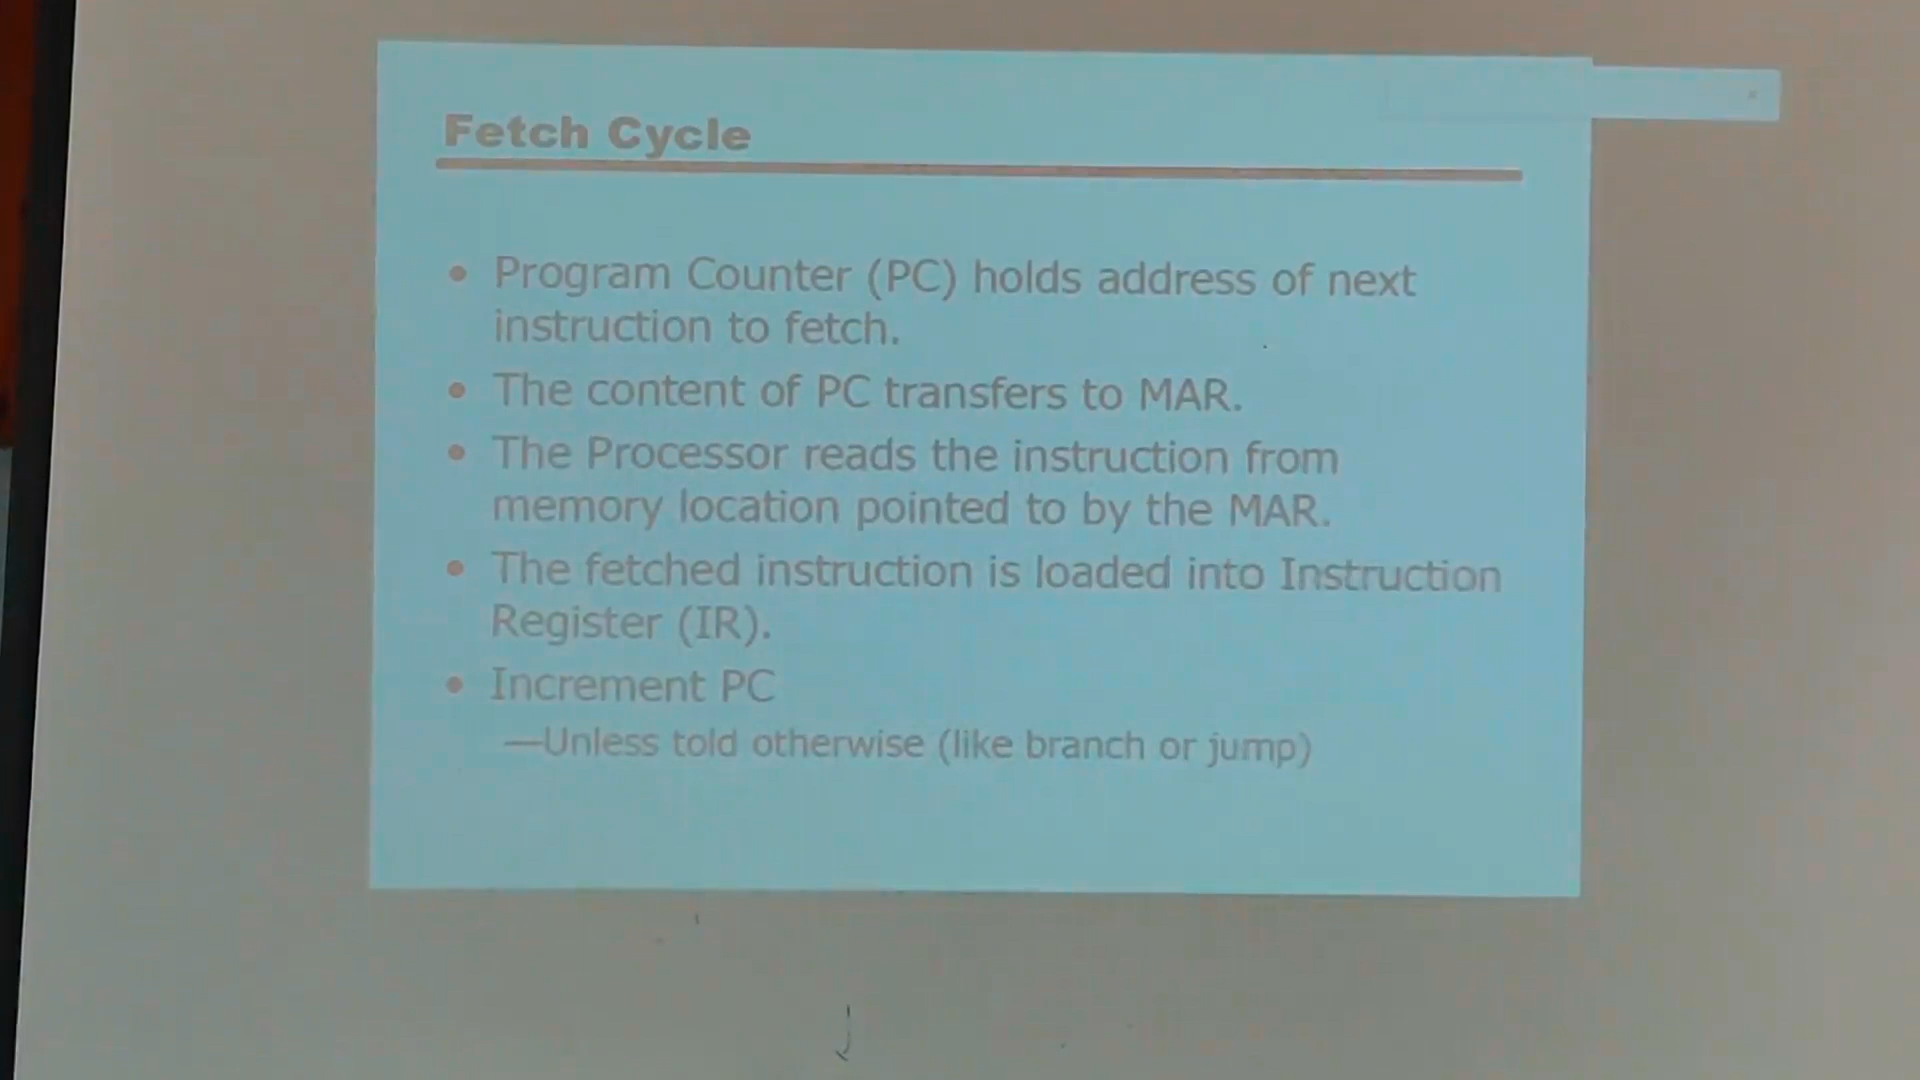 Fetch Cycle
• Program Counter (PC) holds address of next
instruction to fetch.
• The content of PC transfers to MAR.
• The Processor reads the instruction from
memory location pointed to by the MAR.
• The fetched instruction is loaded into Instruction
Register (IR).
• Increment PC
—Unless told otherwise (like branch or jump)